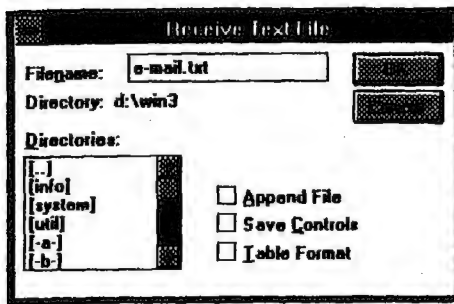 Receive Text File
Filename: e-mail.txt
Directory: d:\win3
Directories:
[..]
[info]
[system]
[util]
[-a-]
[-b-]
Append File
Save Controls
Table Format